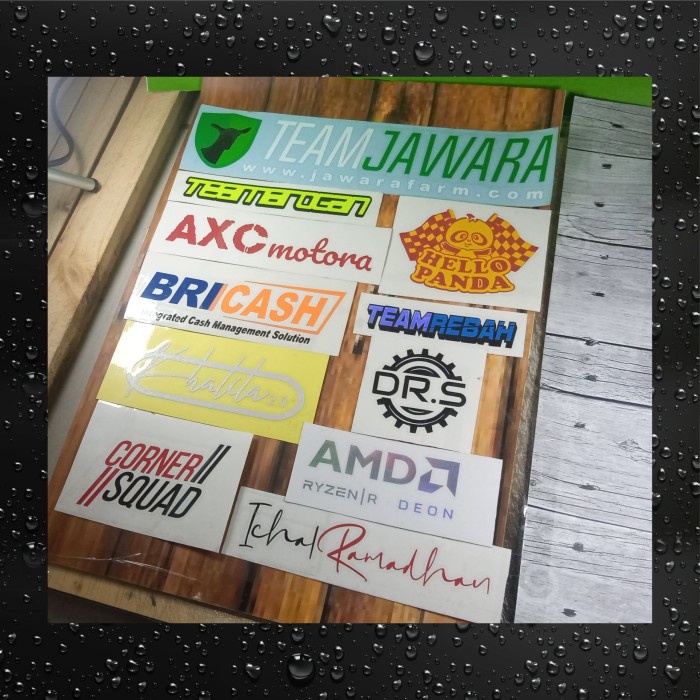 TEAMJAWARA
www.jawarafarm.com
AXC motora
HELLO
PANDA
BRICASH
Integrated Cash Management Solution
TEAMREBAH
Khalila
DR.S
CORNER
SQUAD
AMD
RYZEN|R DEON
Ichal Ramadhan